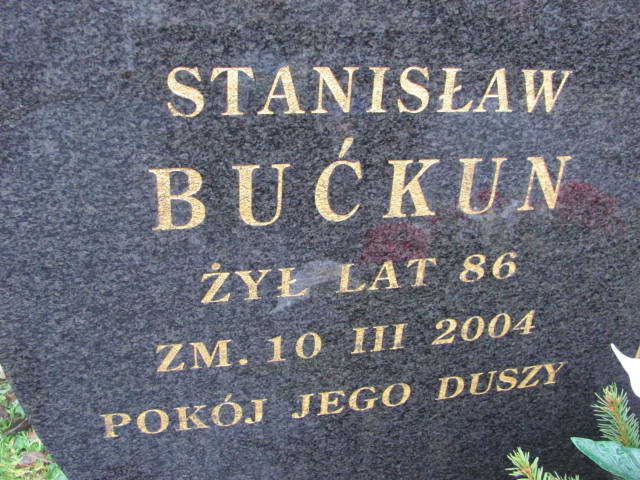 STANISŁAW
BUĆKUN
ŻYŁ LAT 86
ZM. 10 III 2004
POKÓJ JEGO DUSZY